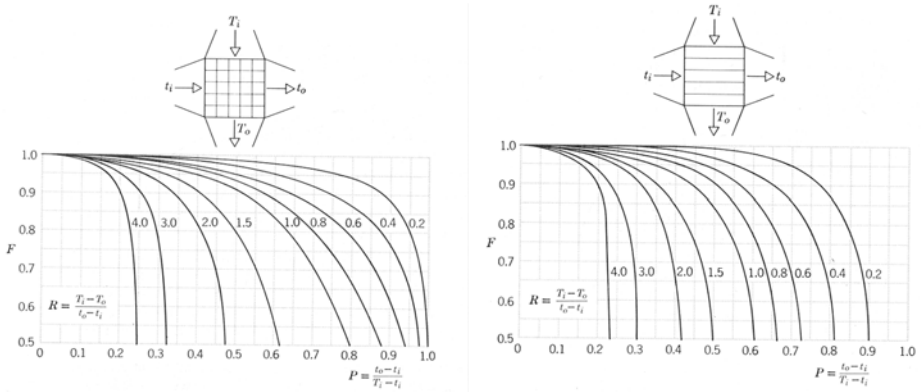 T_i
t_i
t_o
T_o
1.0
0.9
0.8
0.7
0.6
0.5
F
4.0 3.0 2.0 1.5 1.0 0.8 0.6 0.4 0.2
R = (T_i − T_o)/(t_o − t_i)
0 0.1 0.2 0.3 0.4 0.5 0.6 0.7 0.8 0.9 1.0
P = (t_o − t_i)/(T_i − t_i)
T_i
t_i
t_o
T_o
1.0
0.9
0.8
0.7
0.6
0.5
F
4.0 3.0 2.0 1.5 1.0 0.8 0.6 0.4 0.2
R = (T_i − T_o)/(t_o − t_i)
0 0.1 0.2 0.3 0.4 0.5 0.6 0.7 0.8 0.9 1.0
P = (t_o − t_i)/(T_i − t_i)